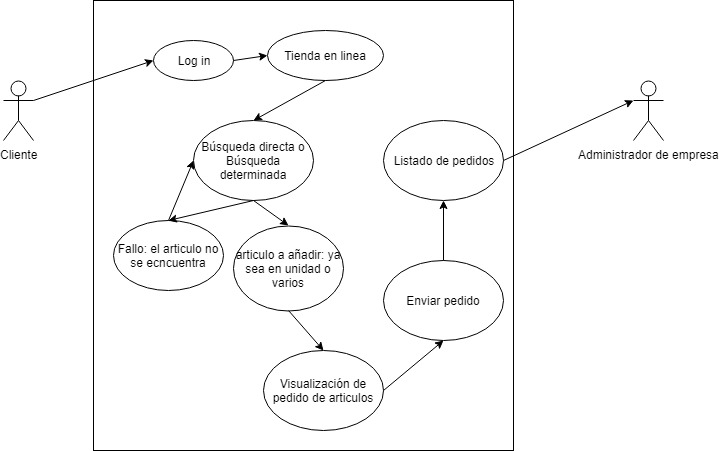 Log in
Tienda en linea
Cliente
Búsqueda directa o
Búsqueda
determinada
Listado de pedidos
Administrador de empresa
Fallo: el articulo no
se ecncuentra
articulo a añadir: ya
sea en unidad o
varios
Enviar pedido
Visualización de
pedido de articulos